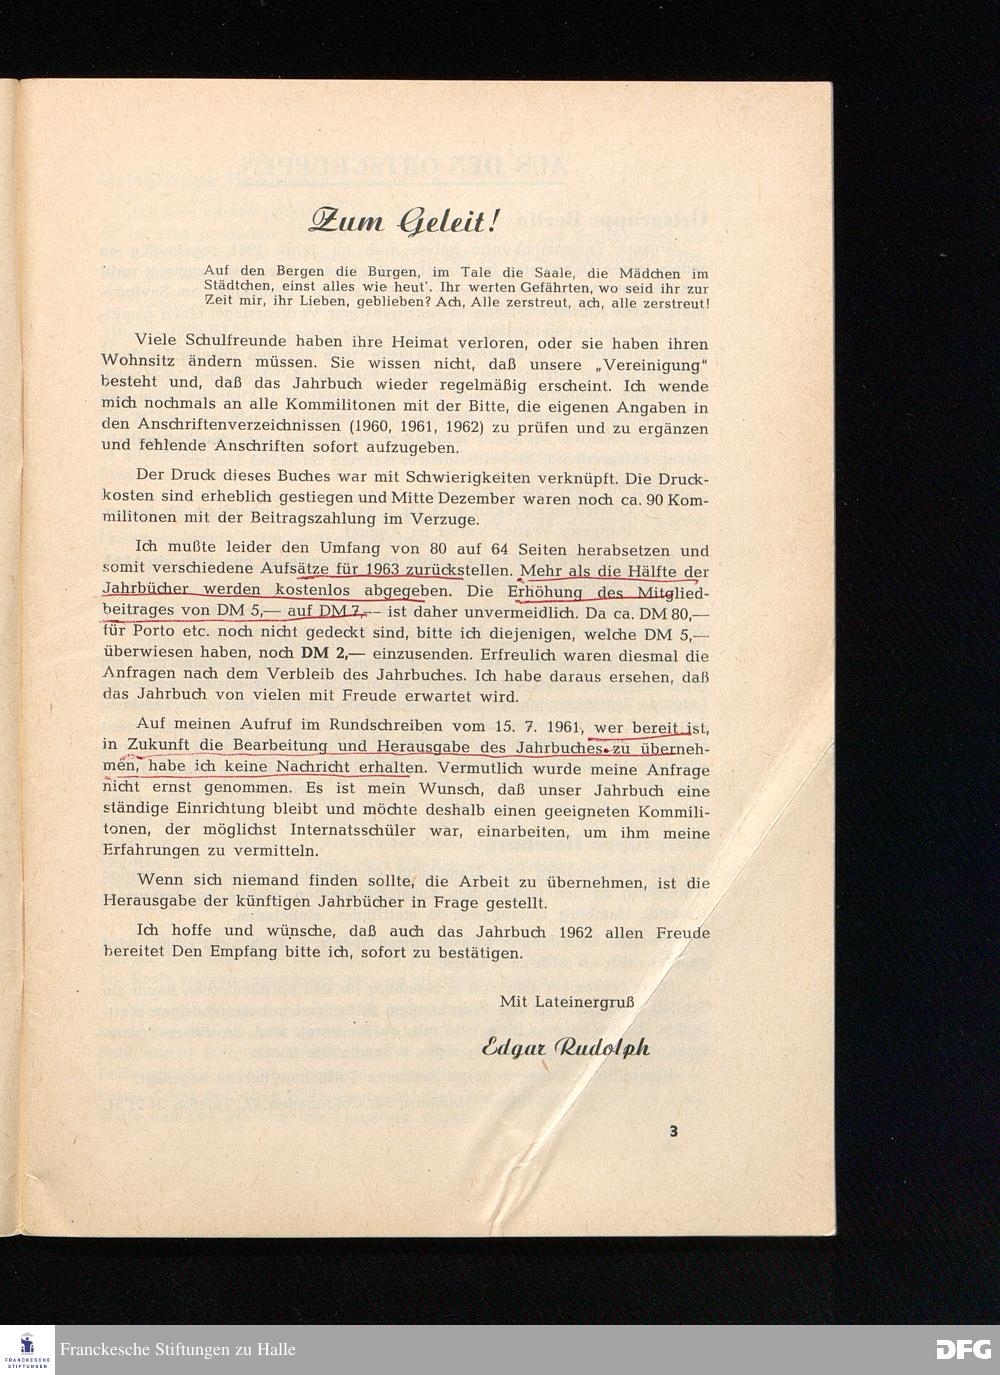 Zum Geleit!
Auf den Bergen die Burgen, im Tale die Saale, die Mädchen im
Städtchen, einst alles wie heut'. Ihr werten Gefährten, wo seid ihr zur
Zeit mir, ihr Lieben, geblieben? Ach, Alle zerstreut, ach, alle zerstreut!
Viele Schulfreunde haben ihre Heimat verloren, oder sie haben ihren
Wohnsitz ändern müssen. Sie wissen nicht, daß unsere „Vereinigung"
besteht und, daß das Jahrbuch wieder regelmäßig erscheint. Ich wende
mich nochmals an alle Kommilitonen mit der Bitte, die eigenen Angaben in
den Anschriftenverzeichnissen (1960, 1961, 1962) zu prüfen und zu ergänzen
und fehlende Anschriften sofort aufzugeben.
Der Druck dieses Buches war mit Schwierigkeiten verknüpft. Die Druck-
kosten sind erheblich gestiegen und Mitte Dezember waren noch ca. 90 Kom-
militonen mit der Beitragszahlung im Verzuge.
Ich mußte leider den Umfang von 80 auf 64 Seiten herabsetzen und
somit verschiedene Aufsätze für 1963 zurückstellen. Mehr als die Hälfte der
Jahrbücher werden kostenlos abgegeben. Die Erhöhung des Mitglied-
beitrages von DM 5,— auf DM 7,— ist daher unvermeidlich. Da ca. DM 80,—
für Porto etc. noch nicht gedeckt sind, bitte ich diejenigen, welche DM 5,—
überwiesen haben, noch DM 2,— einzusenden. Erfreulich waren diesmal die
Anfragen nach dem Verbleib des Jahrbuches. Ich habe daraus ersehen, daß
das Jahrbuch von vielen mit Freude erwartet wird.
Auf meinen Aufruf im Rundschreiben vom 15. 7. 1961, wer bereit ist,
in Zukunft die Bearbeitung und Herausgabe des Jahrbuches zu überneh-
men, habe ich keine Nachricht erhalten. Vermutlich wurde meine Anfrage
nicht ernst genommen. Es ist mein Wunsch, daß unser Jahrbuch eine
ständige Einrichtung bleibt und möchte deshalb einen geeigneten Kommili-
tonen, der möglichst Internatsschüler war, einarbeiten, um ihm meine
Erfahrungen zu vermitteln.
Wenn sich niemand finden sollte, die Arbeit zu übernehmen, ist die
Herausgabe der künftigen Jahrbücher in Frage gestellt.
Ich hoffe und wünsche, daß auch das Jahrbuch 1962 allen Freude
bereitet Den Empfang bitte ich, sofort zu bestätigen.
Mit Lateinergruß
Edgar Rudolph
3
FRANCKESCHE
STIFTUNGEN
Franckesche Stiftungen zu Halle
DFG